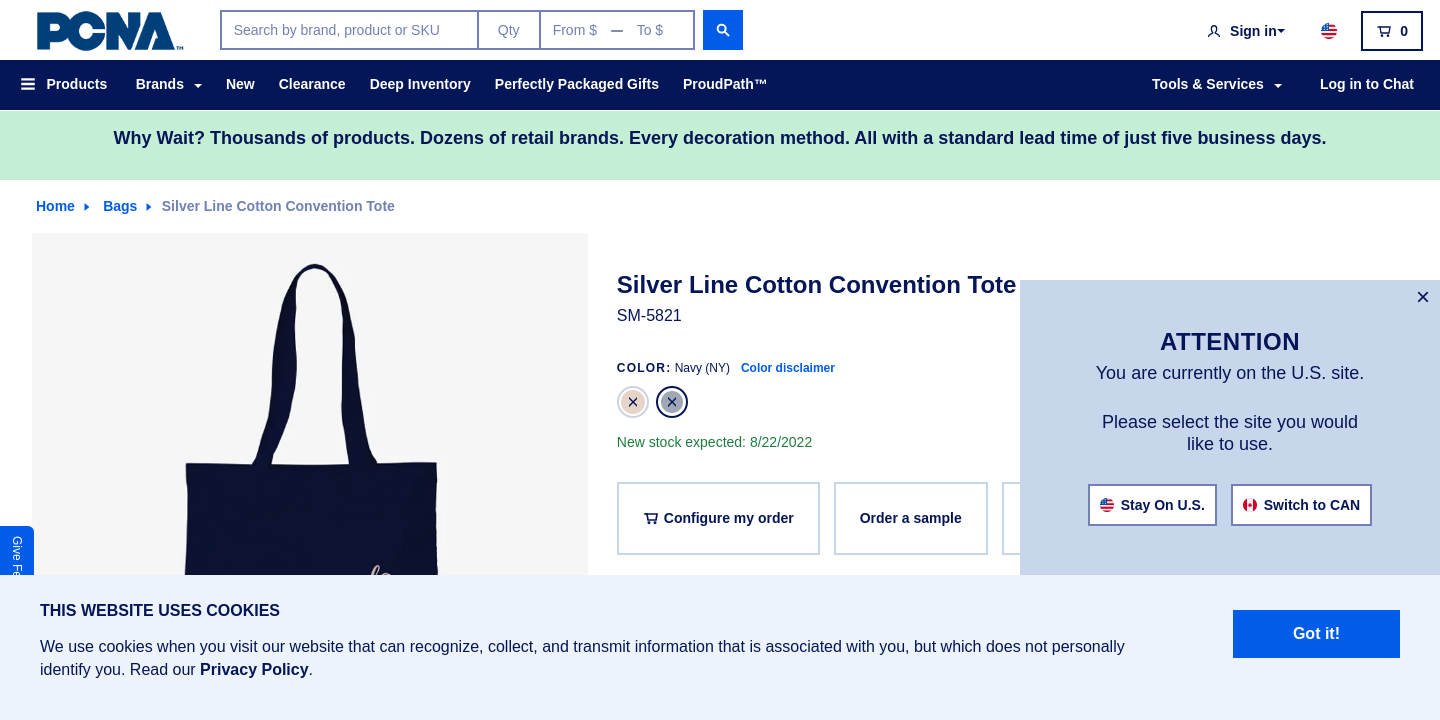 PCNA™
Search by brand, product or SKU
Qty
From $ — To $
Sign in
0
Products
Brands
New
Clearance
Deep Inventory
Perfectly Packaged Gifts
ProudPath™
Tools & Services
Log in to Chat
Why Wait? Thousands of products. Dozens of retail brands. Every decoration method. All with a standard lead time of just five business days.
Home
Bags
Silver Line Cotton Convention Tote
Silver Line Cotton Convention Tote
SM-5821
COLOR: Navy (NY) Color disclaimer
New stock expected: 8/22/2022
Configure my order
Order a sample
ATTENTION
You are currently on the U.S. site.
Please select the site you would
like to use.
Stay On U.S.
Switch to CAN
Give
THIS WEBSITE USES COOKIES
We use cookies when you visit our website that can recognize, collect, and transmit information that is associated with you, but which does not personally
identify you. Read our Privacy Policy.
Got it!